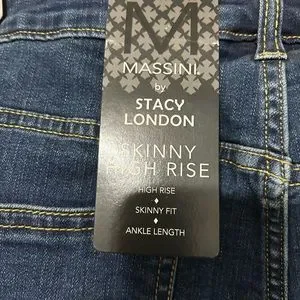 M
MASSINI
by
STACY
LONDON
SKINNY
HIGH RISE
HIGH RISE
SKINNY FIT
ANKLE LENGTH